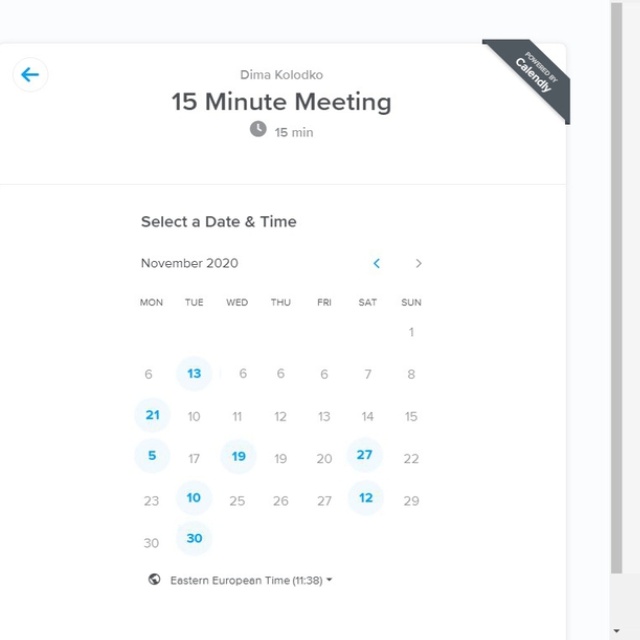 POWERED BY
Calendly
Dima Kolodko
15 Minute Meeting
15 min
Select a Date & Time
November 2020
MON TUE WED THU FRI SAT SUN
1
6 13 6 6 6 7 8
21 10 11 12 13 14 15
5 17 19 19 20 27 22
23 10 25 26 27 12 29
30 30
Eastern European Time (11:38)